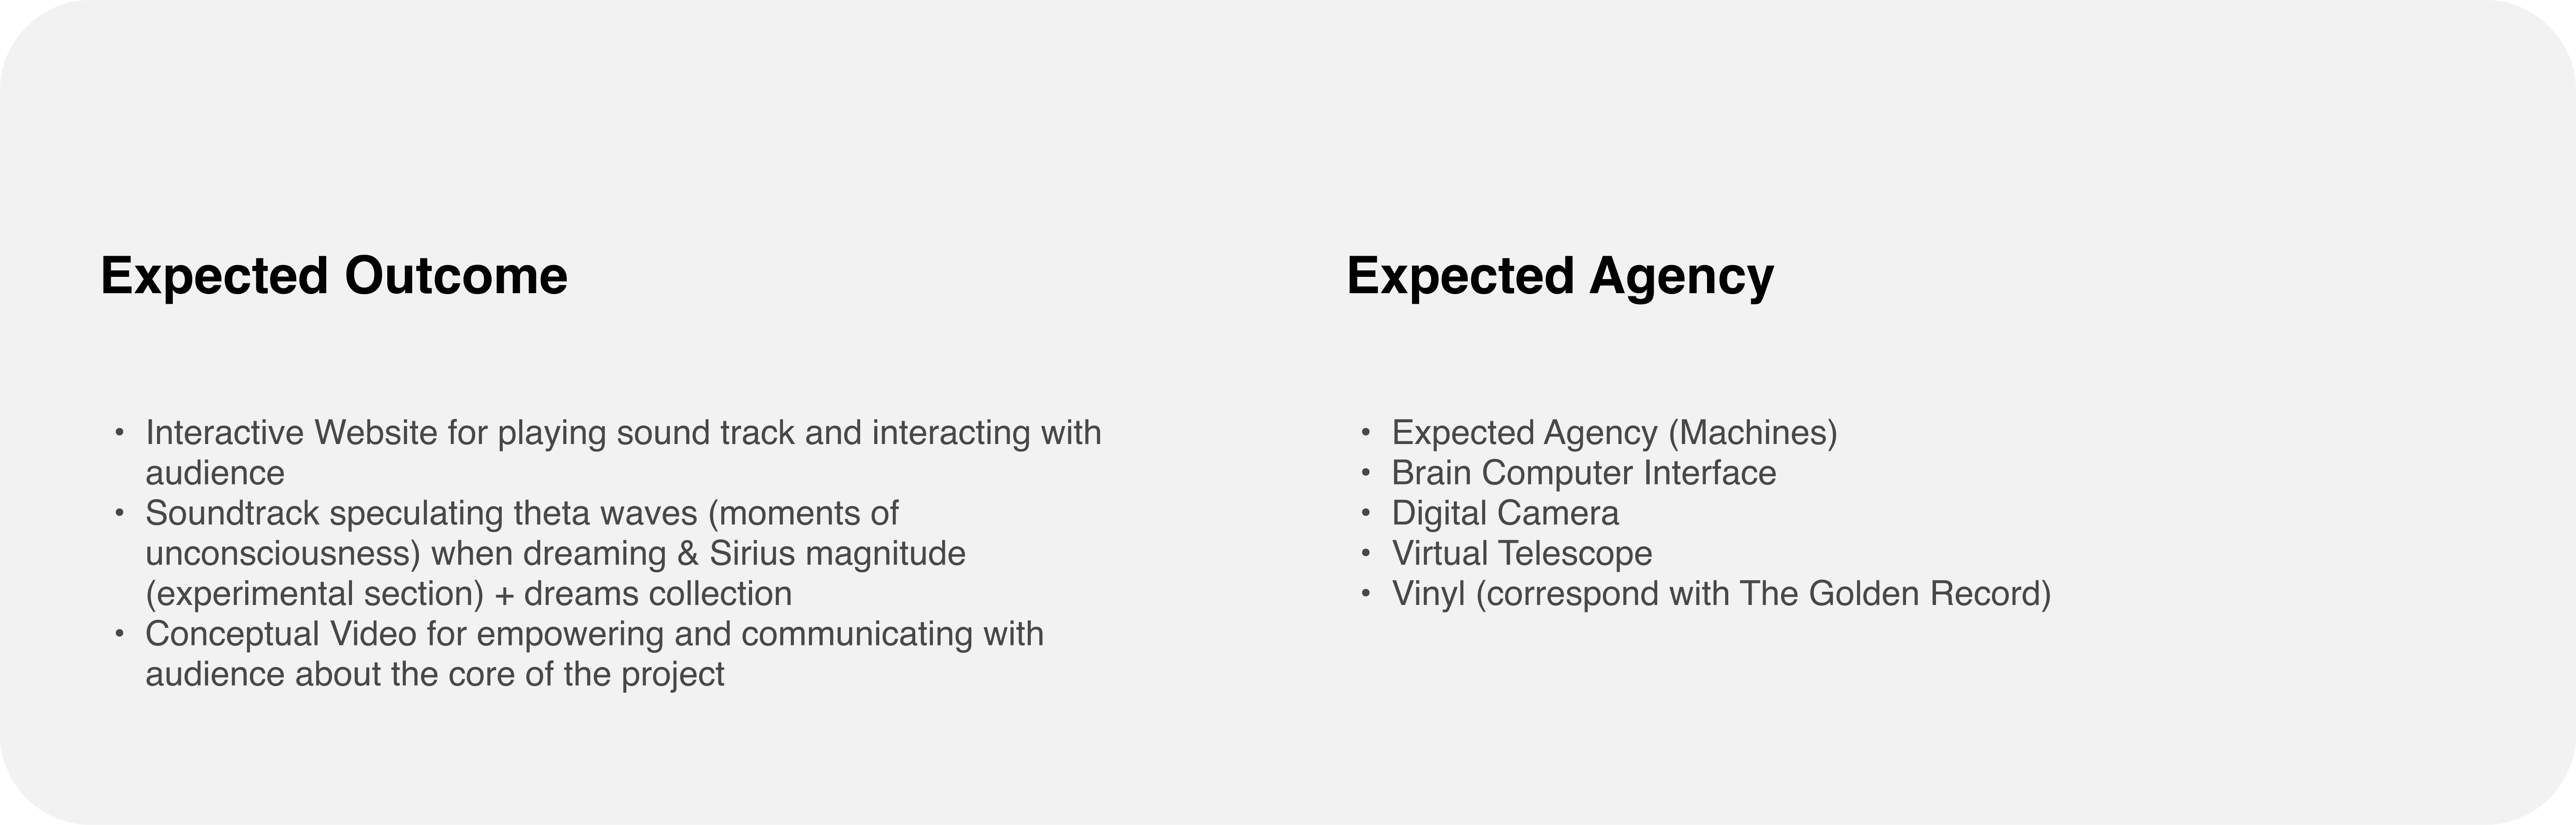 Expected Outcome
• Interactive Website for playing sound track and interacting with
audience
• Soundtrack speculating theta waves (moments of
unconsciousness) when dreaming & Sirius magnitude
(experimental section) + dreams collection
• Conceptual Video for empowering and communicating with
audience about the core of the project
Expected Agency
• Expected Agency (Machines)
• Brain Computer Interface
• Digital Camera
• Virtual Telescope
• Vinyl (correspond with The Golden Record)